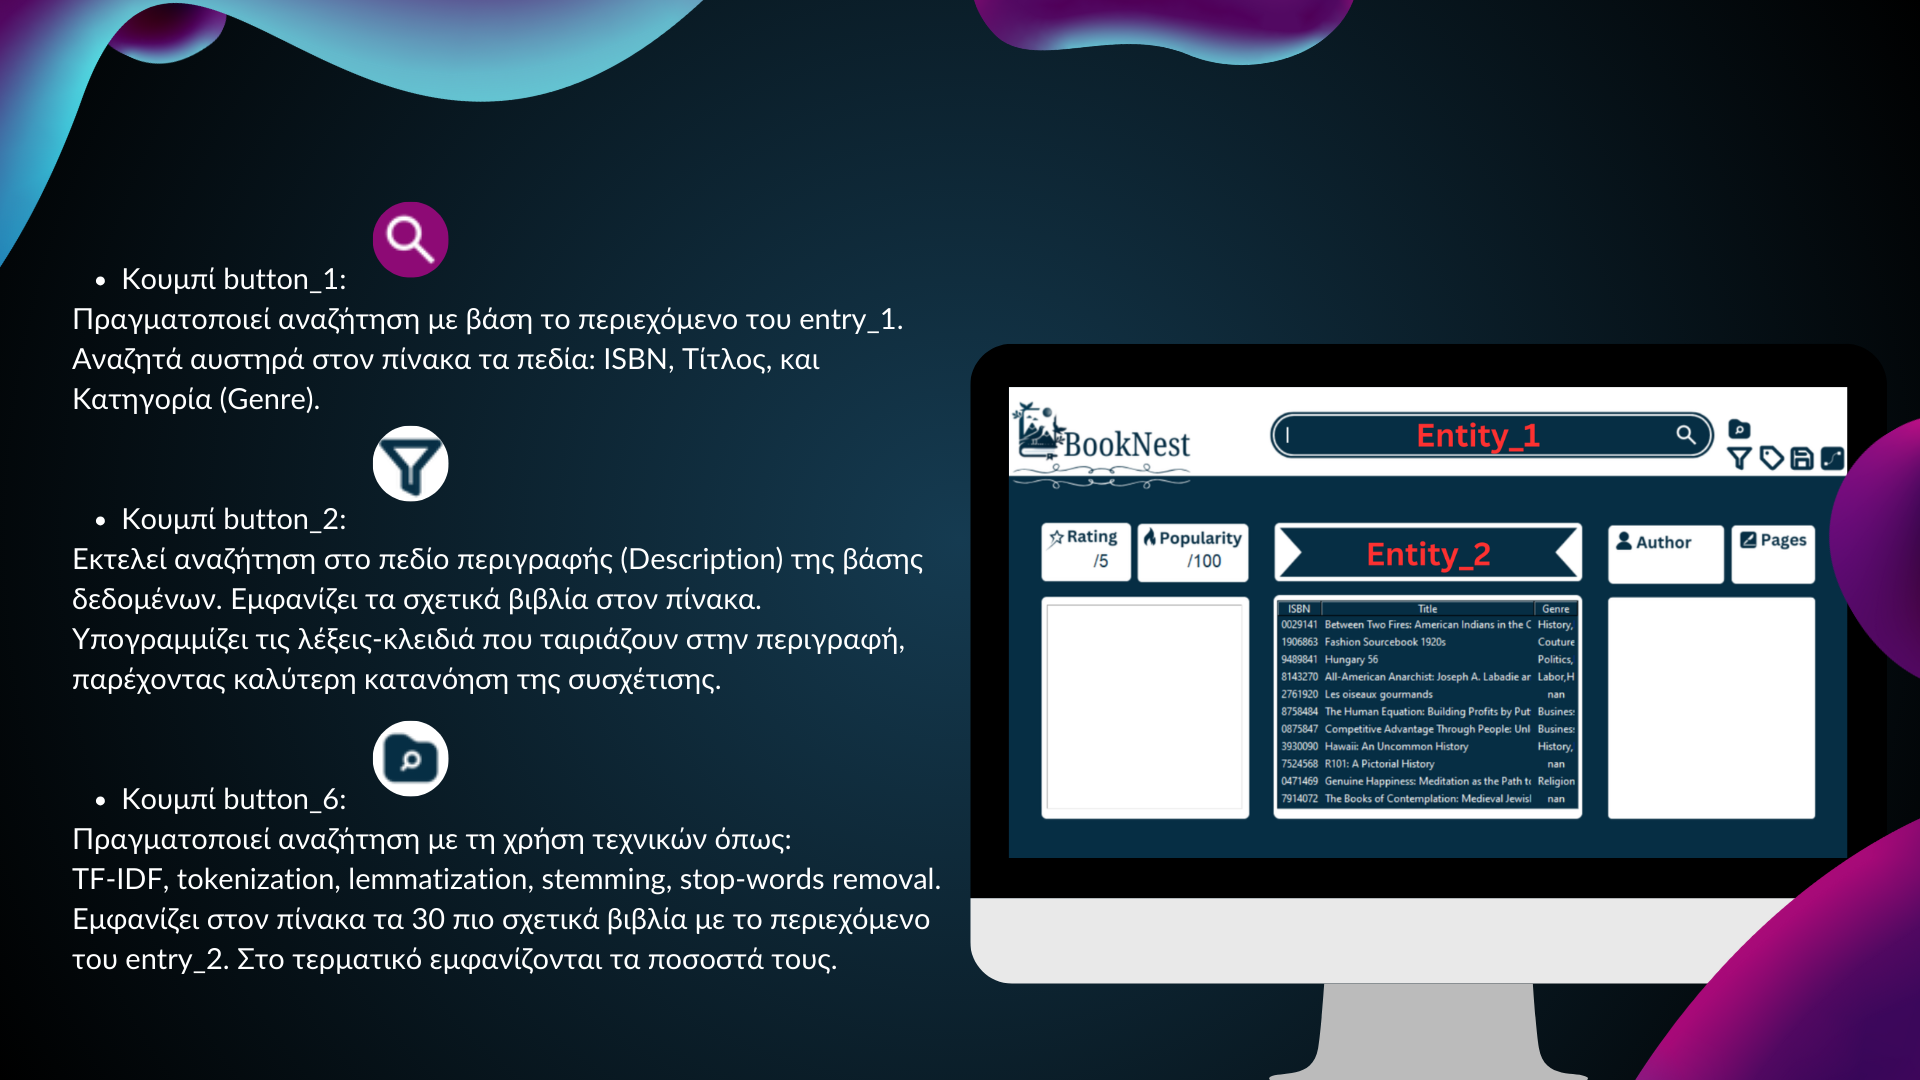 • Κουμπί button_1:
Πραγματοποιεί αναζήτηση με βάση το περιεχόμενο του entry_1.
Αναζητά αυστηρά στον πίνακα τα πεδία: ISBN, Τίτλος, και
Κατηγορία (Genre).
• Κουμπί button_2:
Εκτελεί αναζήτηση στο πεδίο περιγραφής (Description) της βάσης
δεδομένων. Εμφανίζει τα σχετικά βιβλία στον πίνακα.
Υπογραμμίζει τις λέξεις-κλειδιά που ταιριάζουν στην περιγραφή,
παρέχοντας καλύτερη κατανόηση της συσχέτισης.
• Κουμπί button_6:
Πραγματοποιεί αναζήτηση με τη χρήση τεχνικών όπως:
TF-IDF, tokenization, lemmatization, stemming, stop-words removal.
Εμφανίζει στον πίνακα τα 30 πιο σχετικά βιβλία με το περιεχόμενο
του entry_2. Στο τερματικό εμφανίζονται τα ποσοστά τους.
BookNest
Entity_1
Rating
/5
Popularity
/100
Entity_2
Author
Pages
ISBN Title Genre
0029141 Between Two Fires: American Indians in the C History,
1906863 Fashion Sourcebook 1920s Couture
9489841 Hungary 56 Politics,
8143270 All-American Anarchist: Joseph A. Labadie ar Labor,H
2761920 Les oiseaux gourmands nan
8758484 The Human Equation: Building Profits by Put Business
0875847 Competitive Advantage Through People: Unl Business
3930090 Hawaii: An Uncommon History History,
7524568 R101: A Pictorial History nan
0471469 Genuine Happiness: Meditation as the Path t Religion
7914072 The Books of Contemplation: Medieval Jewis nan